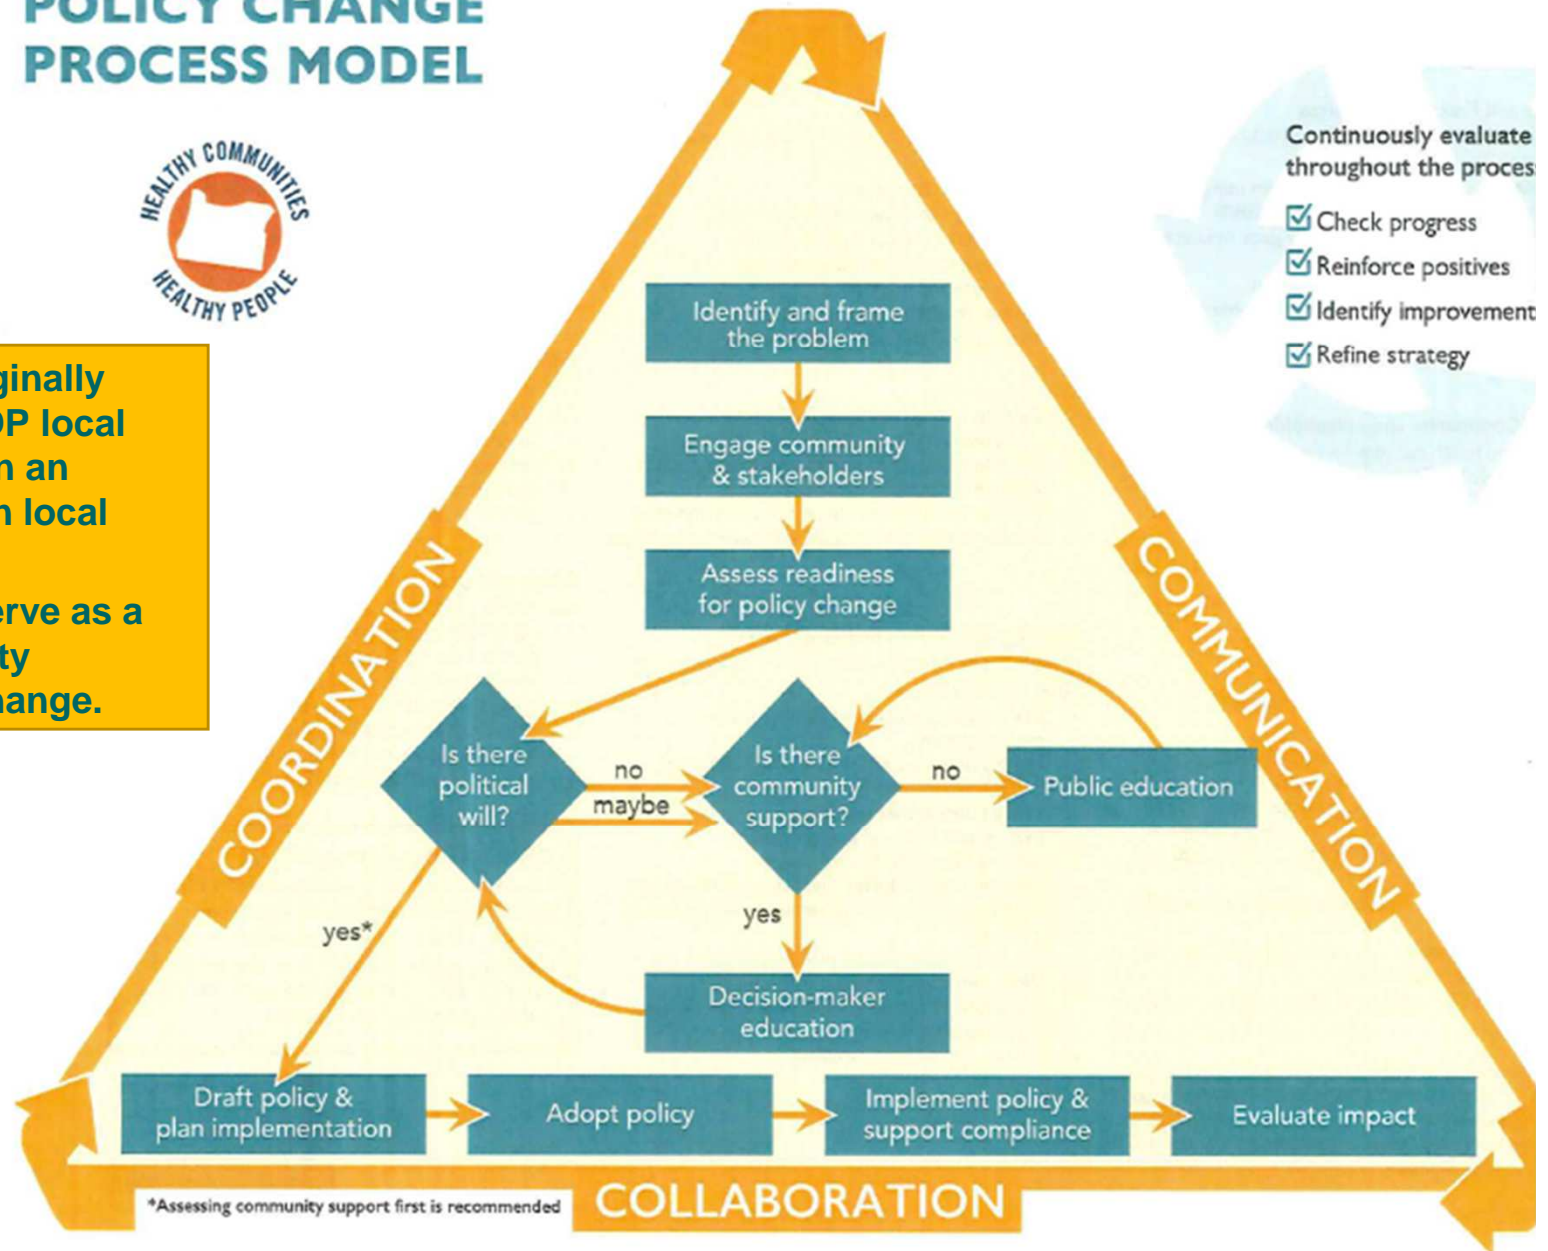 POLICY CHANGE
PROCESS MODEL
HEALTHY COMMUNITIES
HEALTHY PEOPLE
ginally
OP local
n an
n local
erve as a
ty
hange.
Continuously evaluate
throughout the proces
Check progress
Reinforce positives
Identify improvement
Refine strategy
Identify and frame
the problem
Engage community
& stakeholders
Assess readiness
for policy change
COORDINATION
COMMUNICATION
Is there
political
will?
no
maybe
Is there
community
support?
no
Public education
yes*
yes
Decision-maker
education
Draft policy &
plan implementation
Adopt policy
Implement policy &
support compliance
Evaluate impact
*Assessing community support first is recommended
COLLABORATION